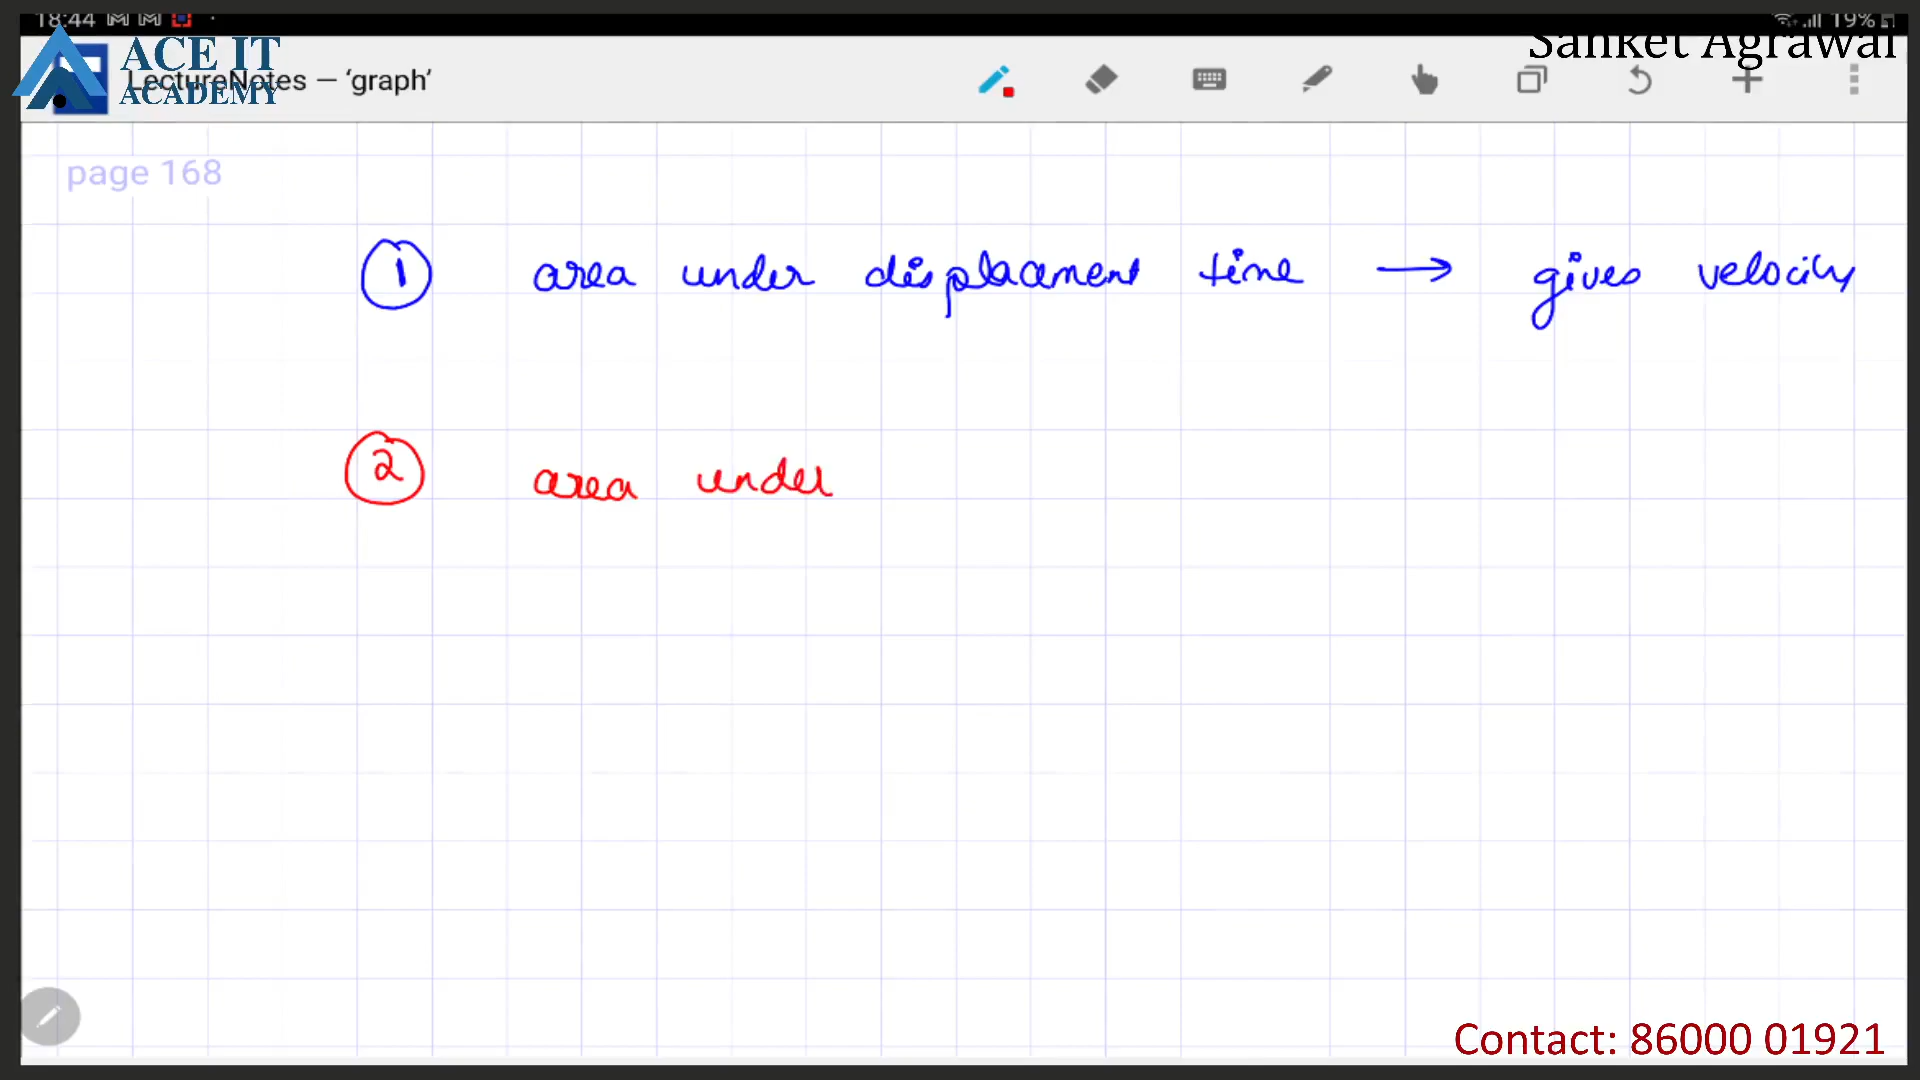 18:44
19%
ACE IT
ACADEMY
LectureNotes — ‘graph’
Sanket Agrawal
page 168
1 area under displacement time → gives velocity
2 area under
Contact: 86000 01921